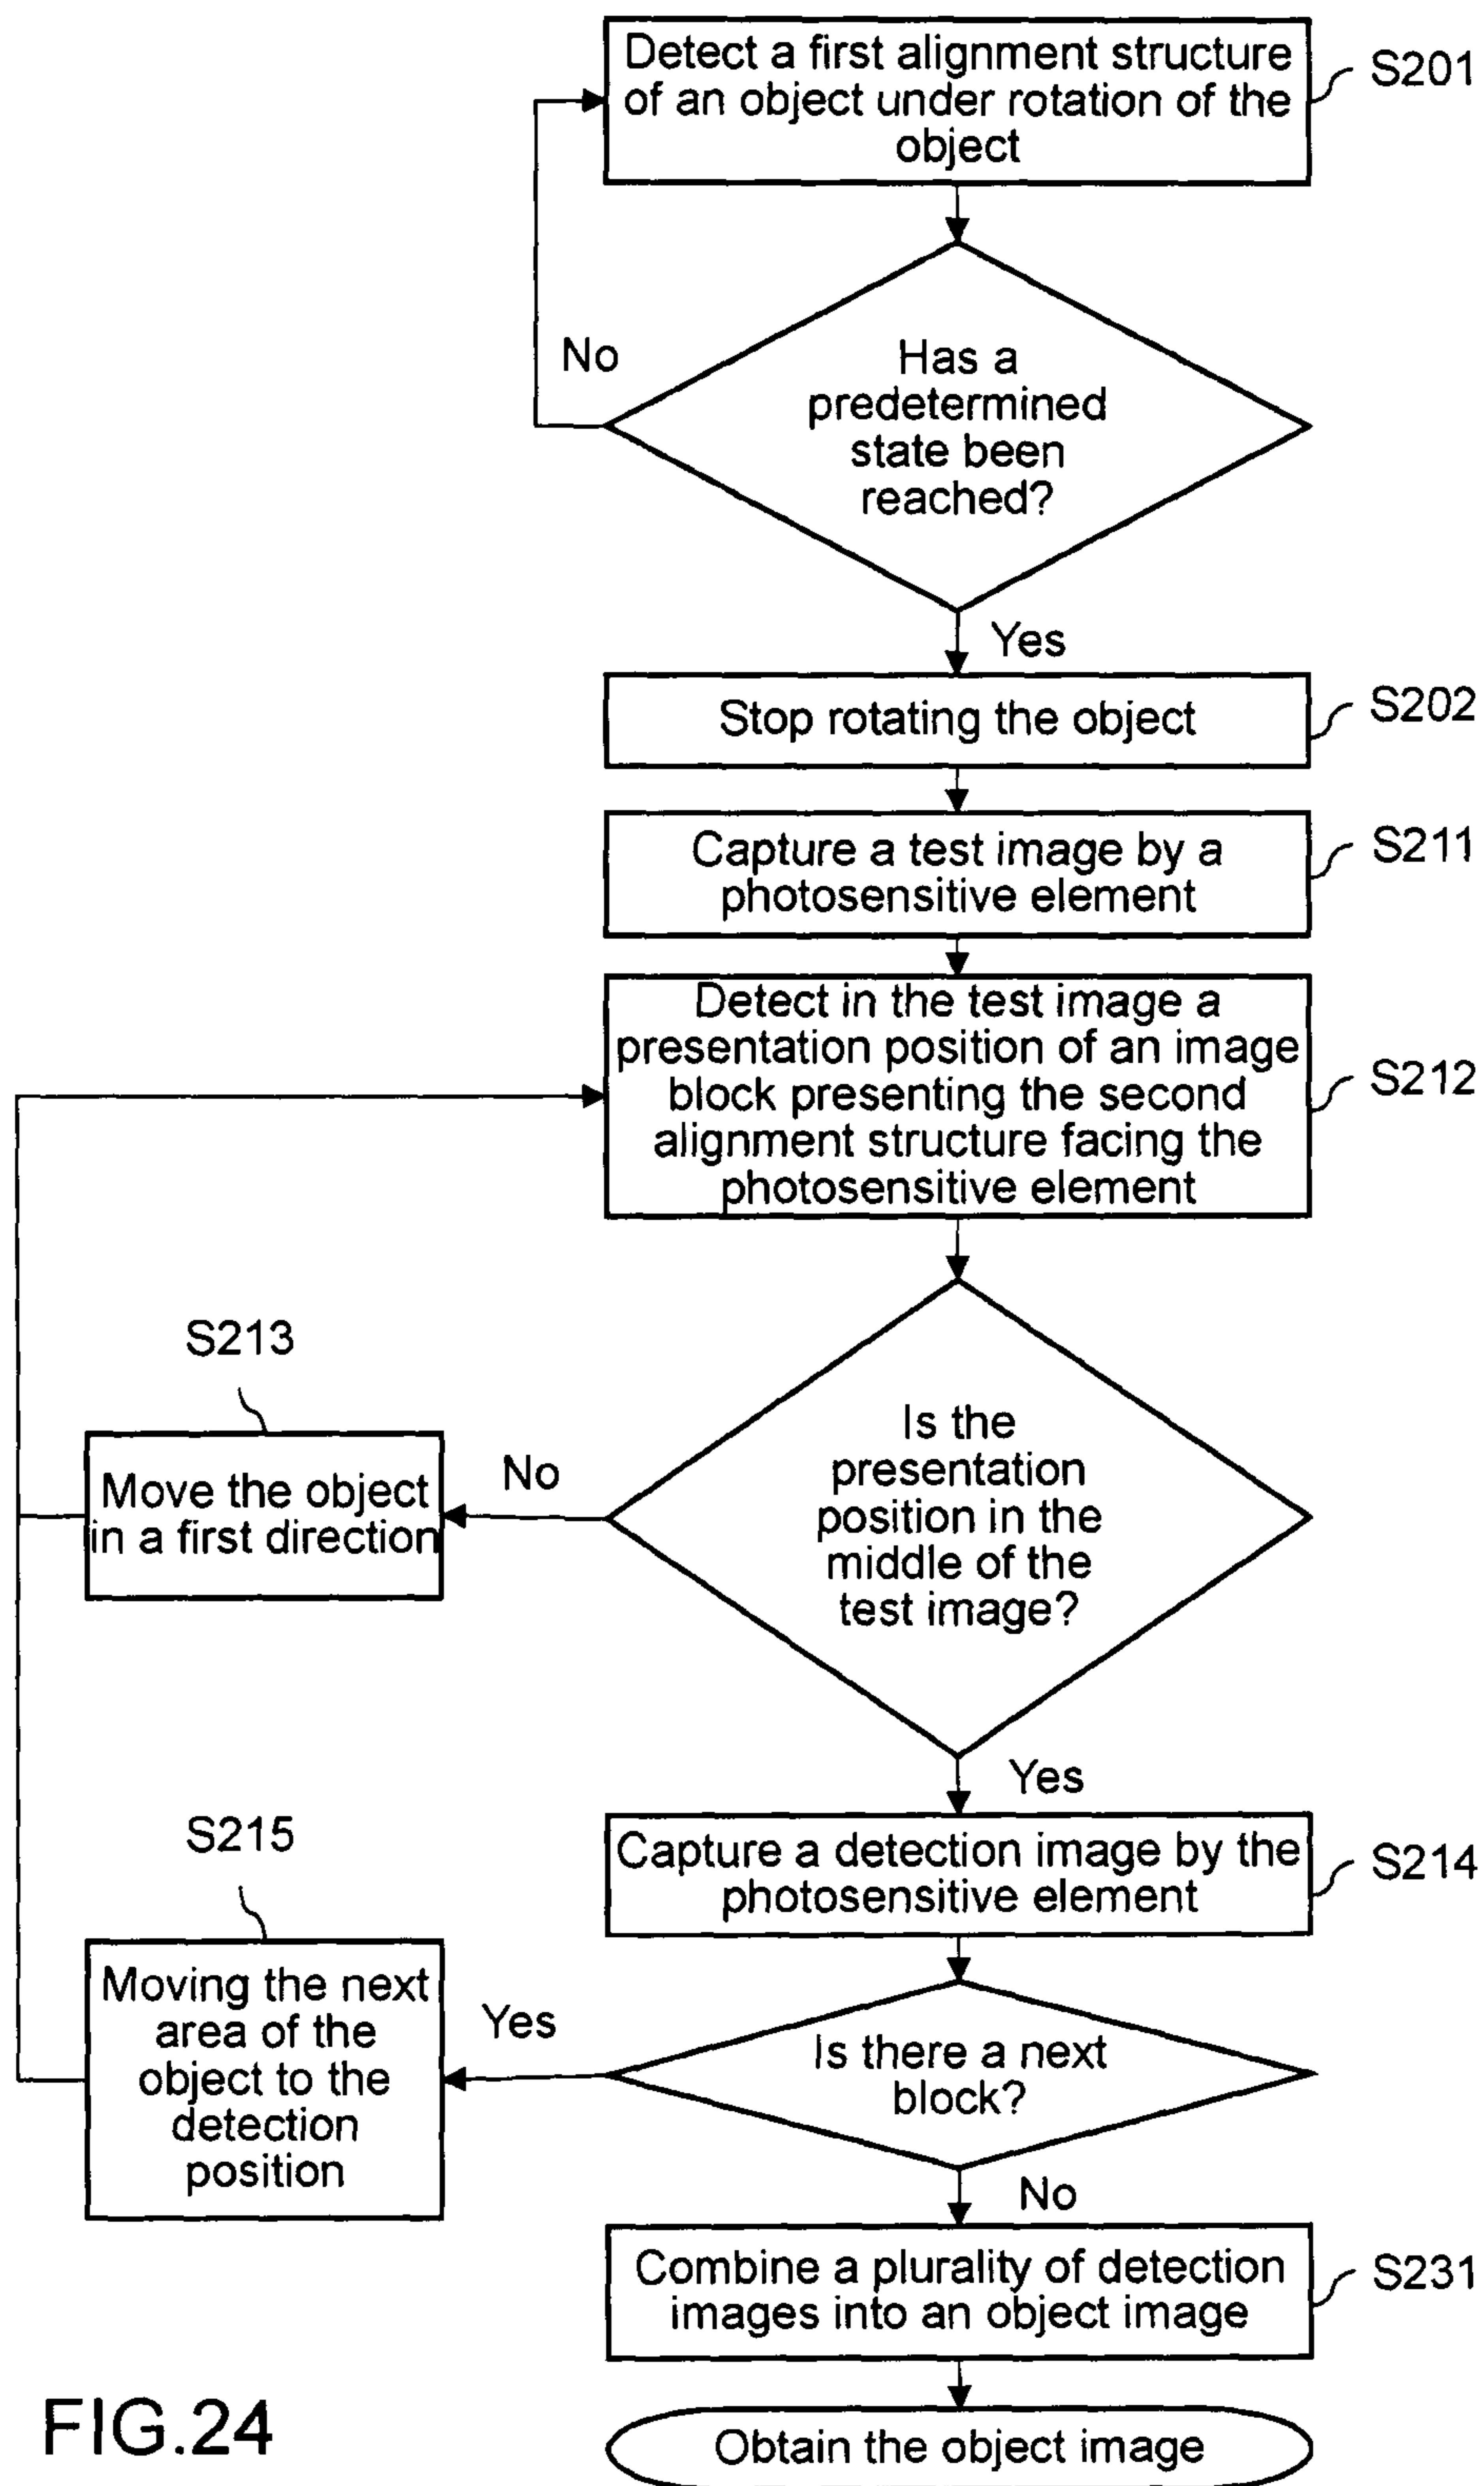 Detect a first alignment structure
of an object under rotation of the
object
S201
No
Has a
predetermined
state been
reached?
Yes
Stop rotating the object
S202
Capture a test image by a
photosensitive element
S211
Detect in the test image a
presentation position of an image
block presenting the second
alignment structure facing the
photosensitive element
S212
S213
Move the object
in a first direction
No
Is the
presentation
position in the
middle of the
test image?
Yes
Capture a detection image by the
photosensitive element
S214
S215
Moving the next
area of the
object to the
detection
position
Yes
Is there a next
block?
No
Combine a plurality of detection
images into an object image
S231
Obtain the object image
FIG.24